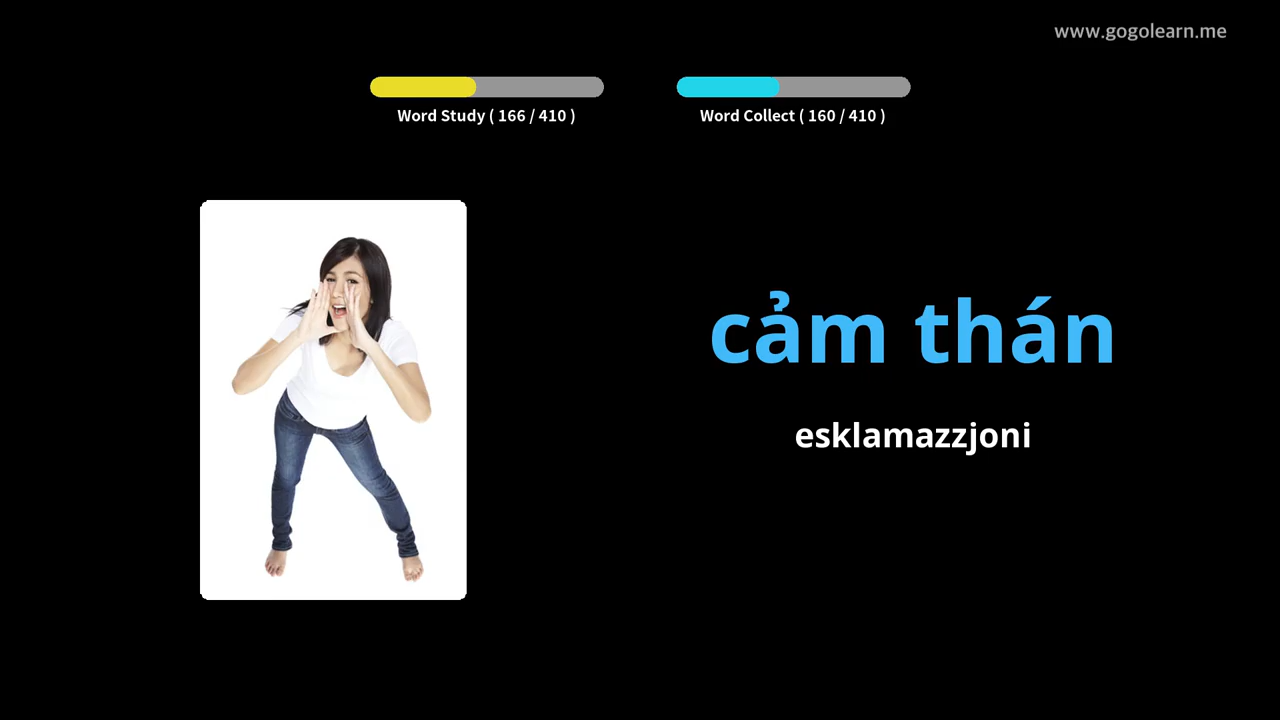 www.gogolearn.me
Word Study ( 166 / 410 )
Word Collect ( 160 / 410 )
cảm thán
esklamazzjoni